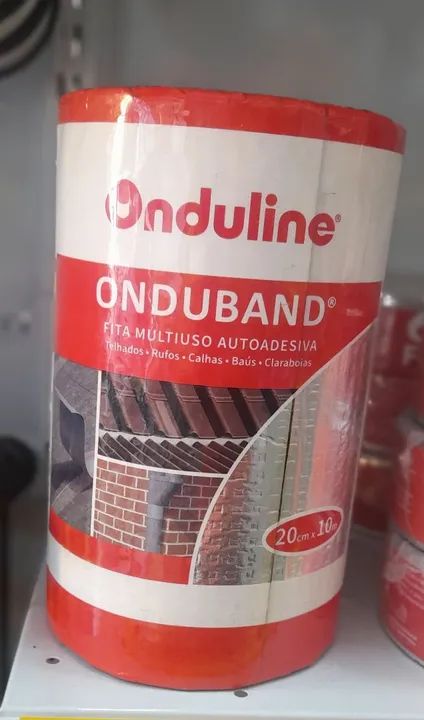 Onduline®
ONDUBAND®
FITA MULTIUSO AUTOADESIVA
Telhados • Rufos • Calhas • Baús • Claraboias
20cm x 10m